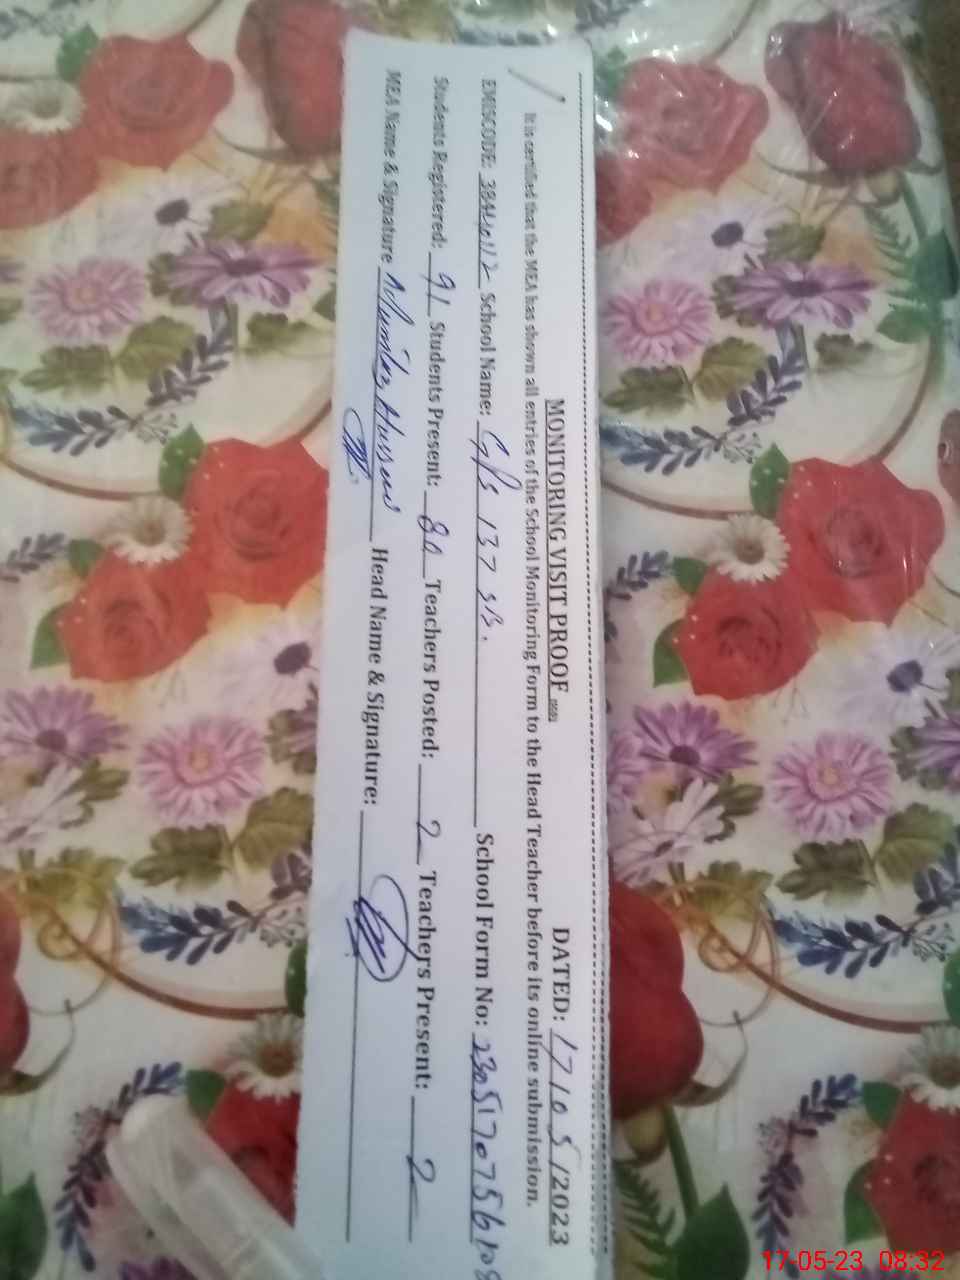 MONITORING VISIT PROOF DATED: 17/05/2023
It is certified that the MEA has shown all entries of the School Monitoring Form to the Head Teacher before its online submission.
EMISCODE: School Name: G/s 137 SB. School Form No:
Students Registered: 91 Students Present: 80 Teachers Posted: 2 Teachers Present: 2
MEA Name & Signature Hussain Head Name & Signature:
17-05-23 08:32